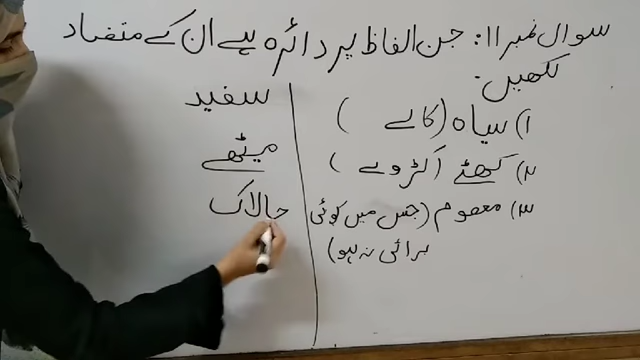 سوال نمبر ۱۱: جن الفاظ پر دائرہ ہے ان کے متضاد
لکھیں.
۱) سیاہ (کالے )
سفید
۲) کھٹے (کڑوے )
میٹھے
۳) معصوم (جس میں کوئی
برائی نہ ہو)
حالاک